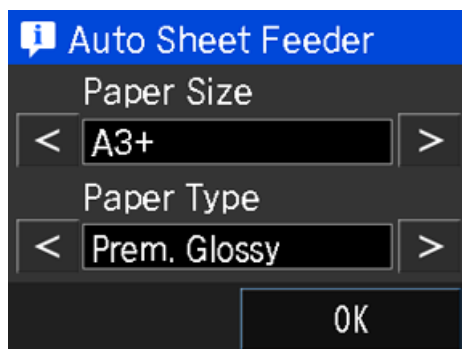 Auto Sheet Feeder
Paper Size
< A3+ >
Paper Type
< Prem. Glossy >
OK